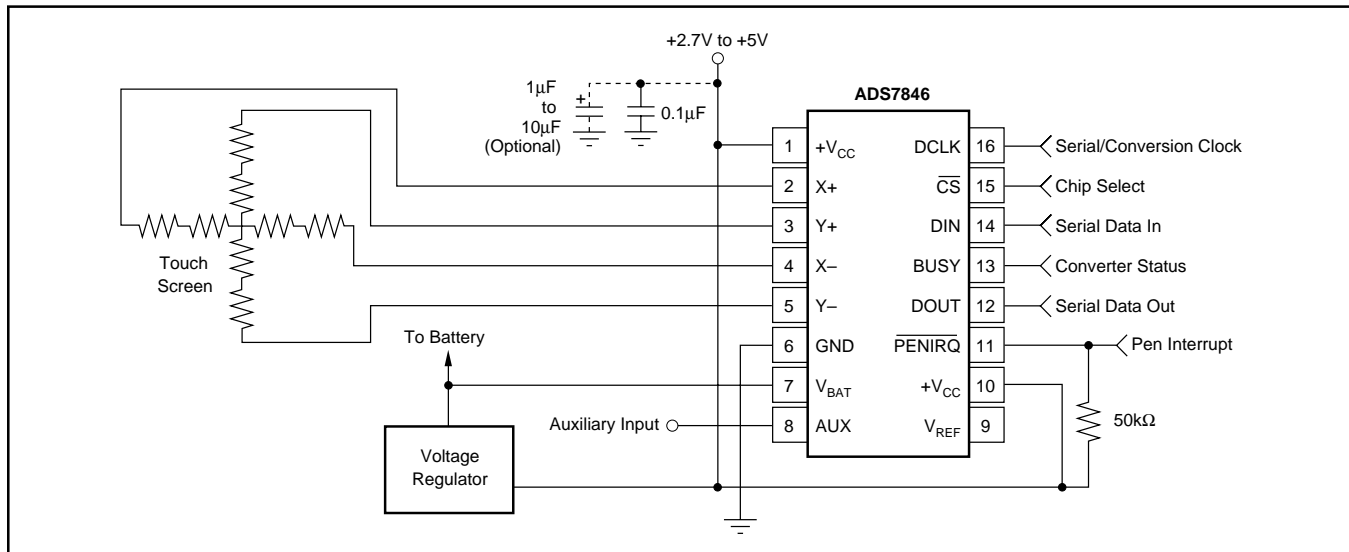 +2.7V to +5V
1μF
to
10μF
(Optional)
0.1μF
ADS7846
1 +VCC DCLK 16 Serial/Conversion Clock
2 X+ CS 15 Chip Select
3 Y+ DIN 14 Serial Data In
4 X– BUSY 13 Converter Status
5 Y– DOUT 12 Serial Data Out
6 GND PENIRQ 11 Pen Interrupt
7 VBAT +VCC 10
8 AUX VREF 9
Touch
Screen
To Battery
Auxiliary Input
50kΩ
Voltage
Regulator
+